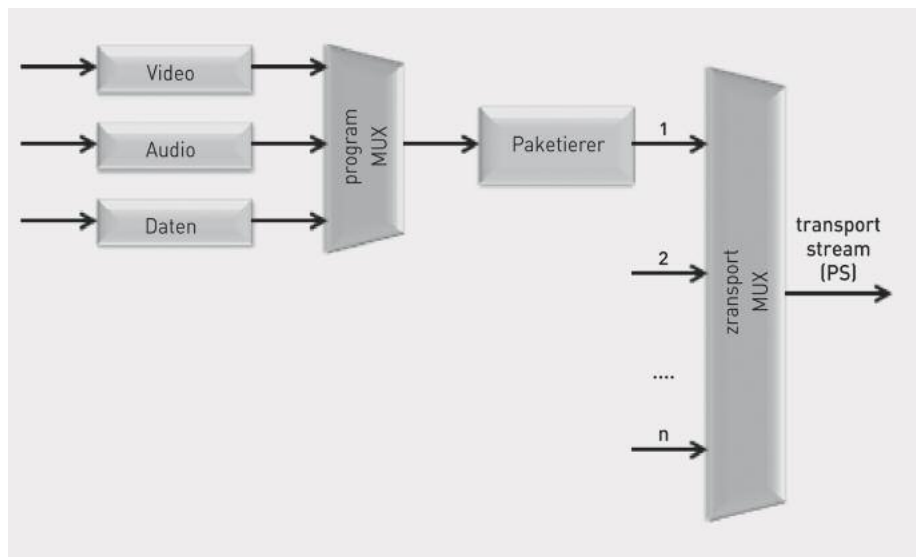 Video
Audio
Daten
program
MUX
Paketierer
1
2
....
n
zransport
MUX
transport
stream
(PS)